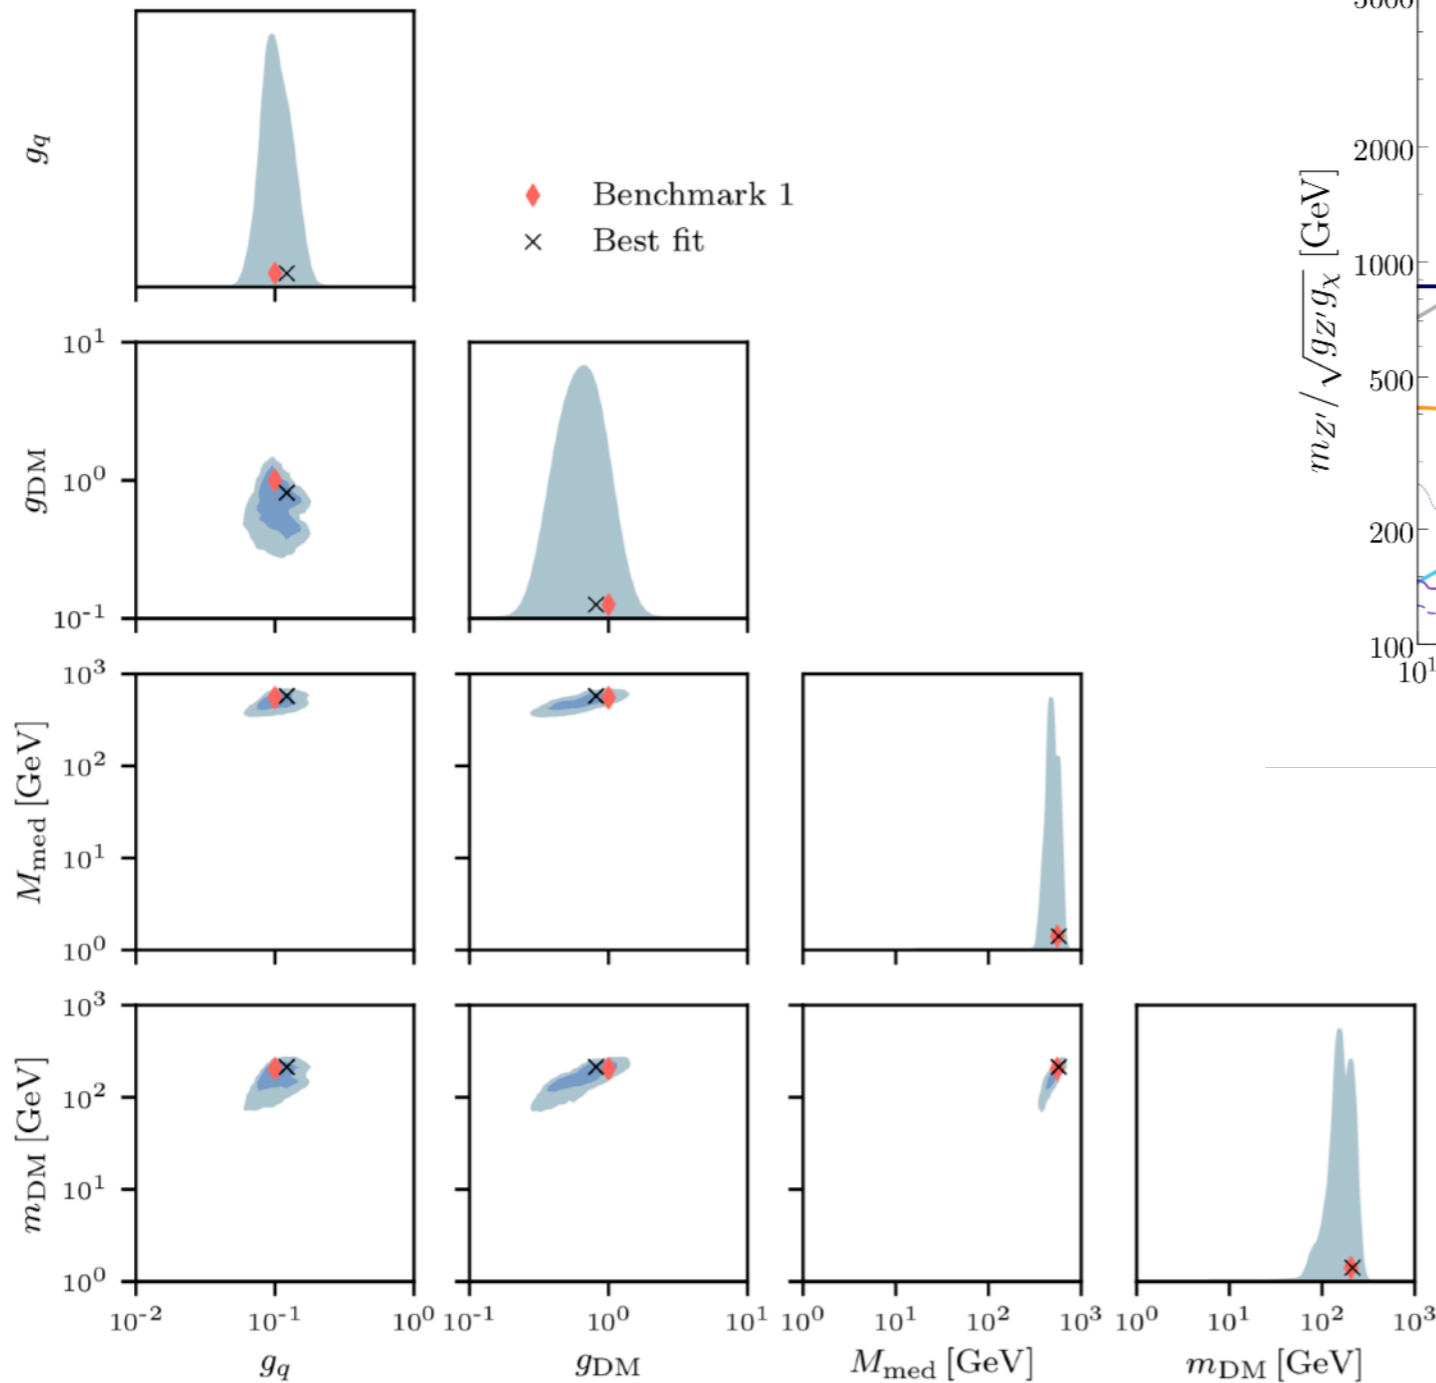 g_q
Benchmark 1
Best fit
10^1
10^0
10^-1
g_DM
10^3
10^2
10^1
10^0
M_med [GeV]
10^3
10^2
10^1
10^0
m_DM [GeV]
10^-2 10^-1 10^0 10^-1 10^0 10^1 10^0 10^1 10^2 10^3 10^0 10^1 10^2 10^3
g_q g_DM M_med [GeV] m_DM [GeV]
m_Z'/√g_Z'g_χ [GeV]
5000
2000
1000
500
200
100
10^1